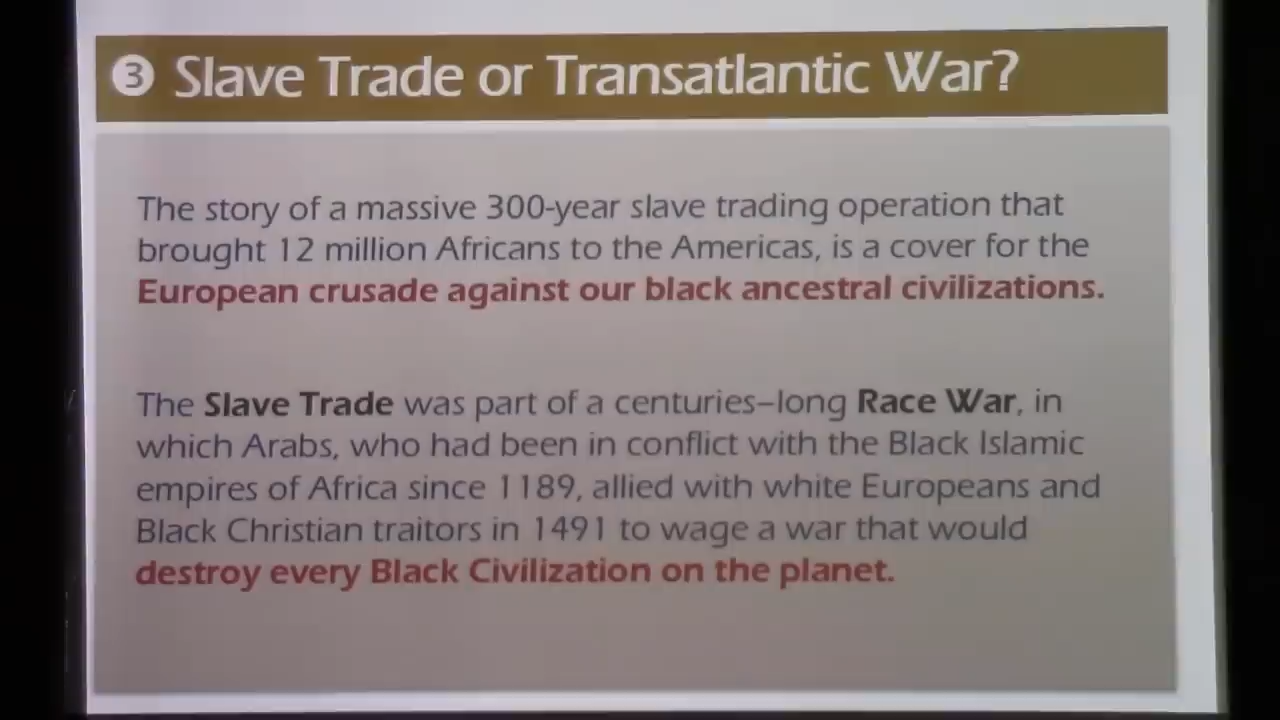 3 Slave Trade or Transatlantic War?
The story of a massive 300-year slave trading operation that
brought 12 million Africans to the Americas, is a cover for the
European crusade against our black ancestral civilizations.
The Slave Trade was part of a centuries–long Race War, in
which Arabs, who had been in conflict with the Black Islamic
empires of Africa since 1189, allied with white Europeans and
Black Christian traitors in 1491 to wage a war that would
destroy every Black Civilization on the planet.